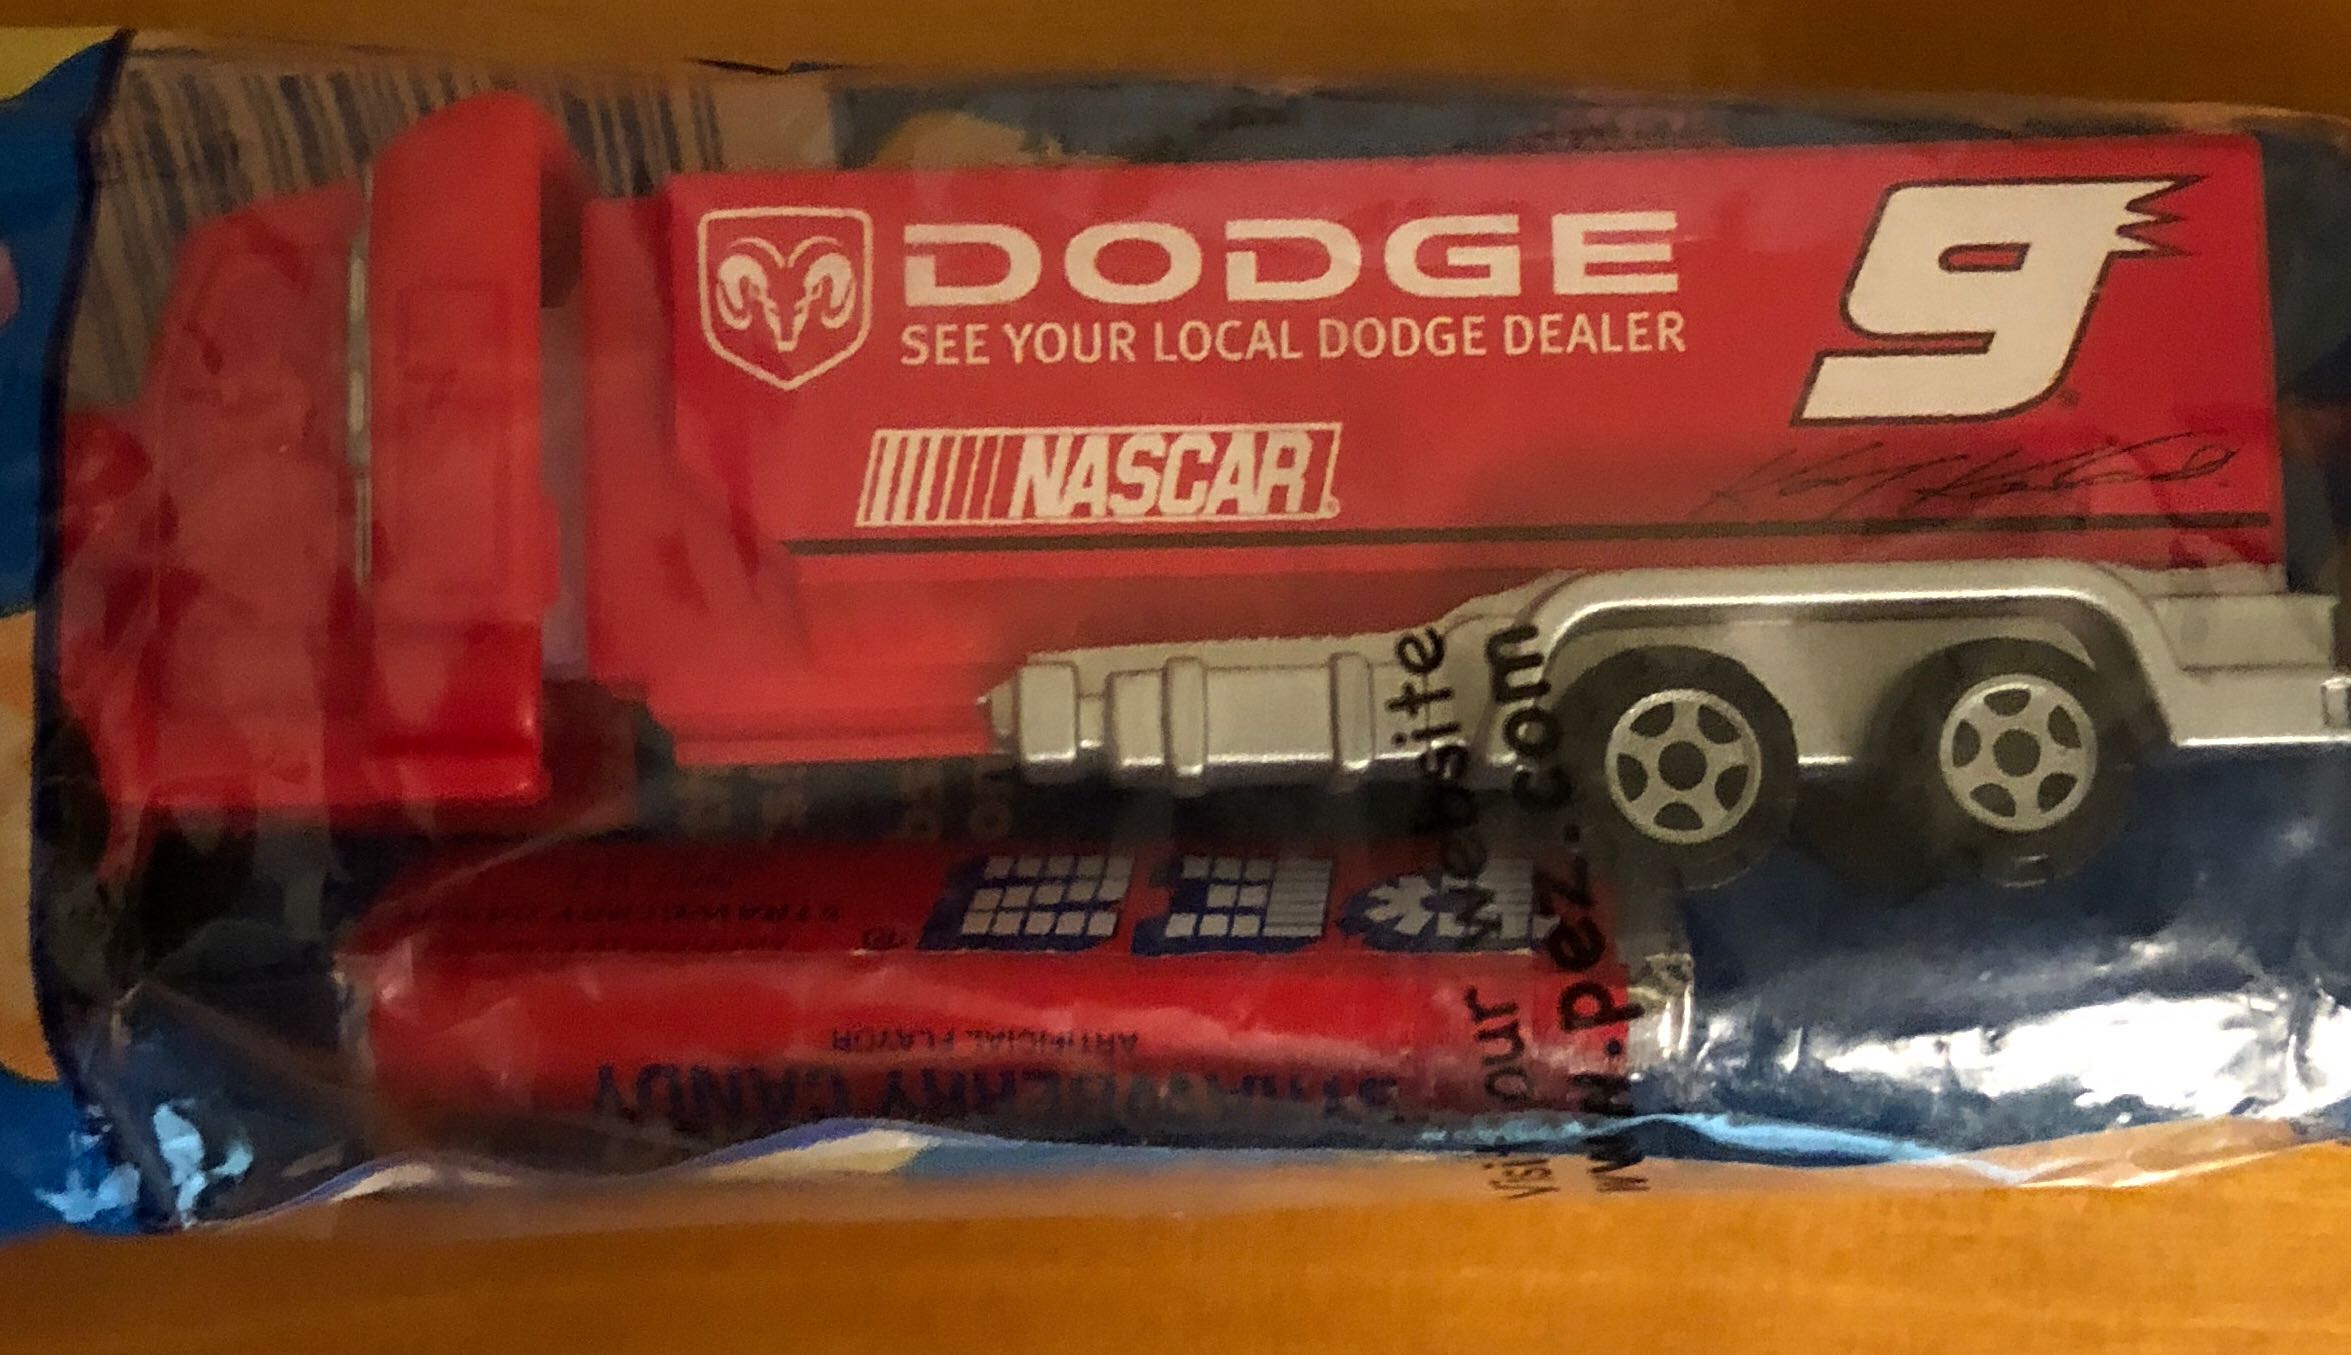 DODGE
SEE YOUR LOCAL DODGE DEALER
9
NASCAR
visit our website
www.pez.com
PEZ
ARTIFICIAL FLAVOR
STRAWBERRY CANDY